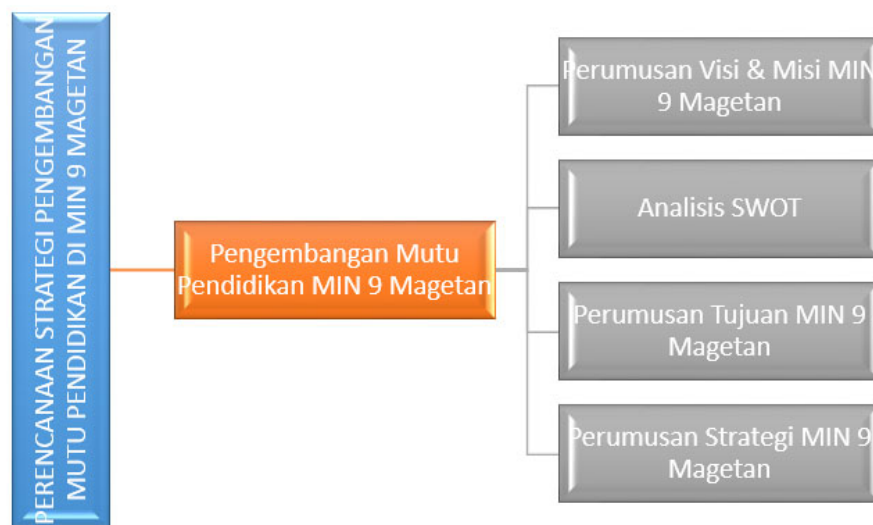 PERENCANAAN STRATEGI PENGEMBANGAN
MUTU PENDIDIKAN DI MIN 9 MAGETAN
Pengembangan Mutu
Pendidikan MIN 9 Magetan
Perumusan Visi & Misi MIN
9 Magetan
Analisis SWOT
Perumusan Tujuan MIN 9
Magetan
Perumusan Strategi MIN 9
Magetan